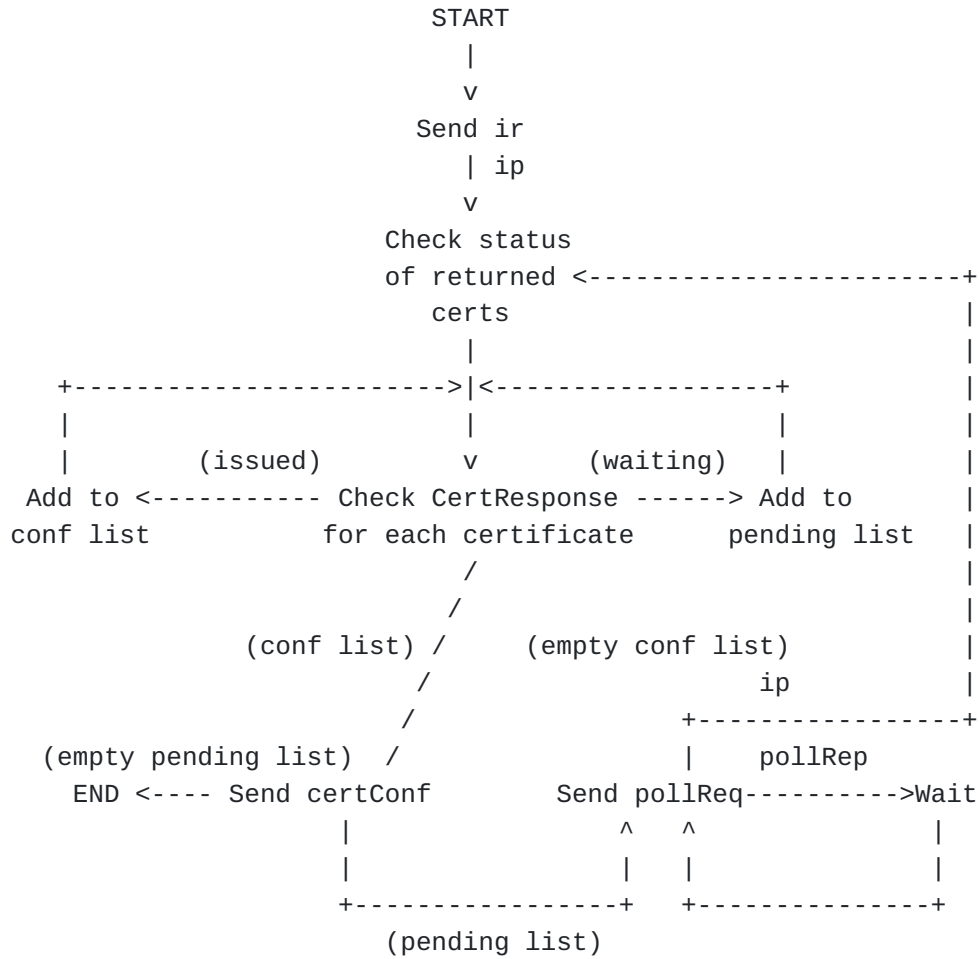 START
|
v
Send ir
| ip
v
Check status
of returned <------------------------+
certs |
| |
+------------------------>|<------------------+ |
| | | |
| (issued) v (waiting) | |
Add to <----------- Check CertResponse ------> Add to |
conf list for each certificate pending list |
/ |
/ |
(conf list) / (empty conf list) |
/ ip |
/ +-----------------+
(empty pending list) / | pollRep
END <---- Send certConf Send pollReq---------->Wait
| ^ ^ |
| | | |
+-----------------+ +---------------+
(pending list)